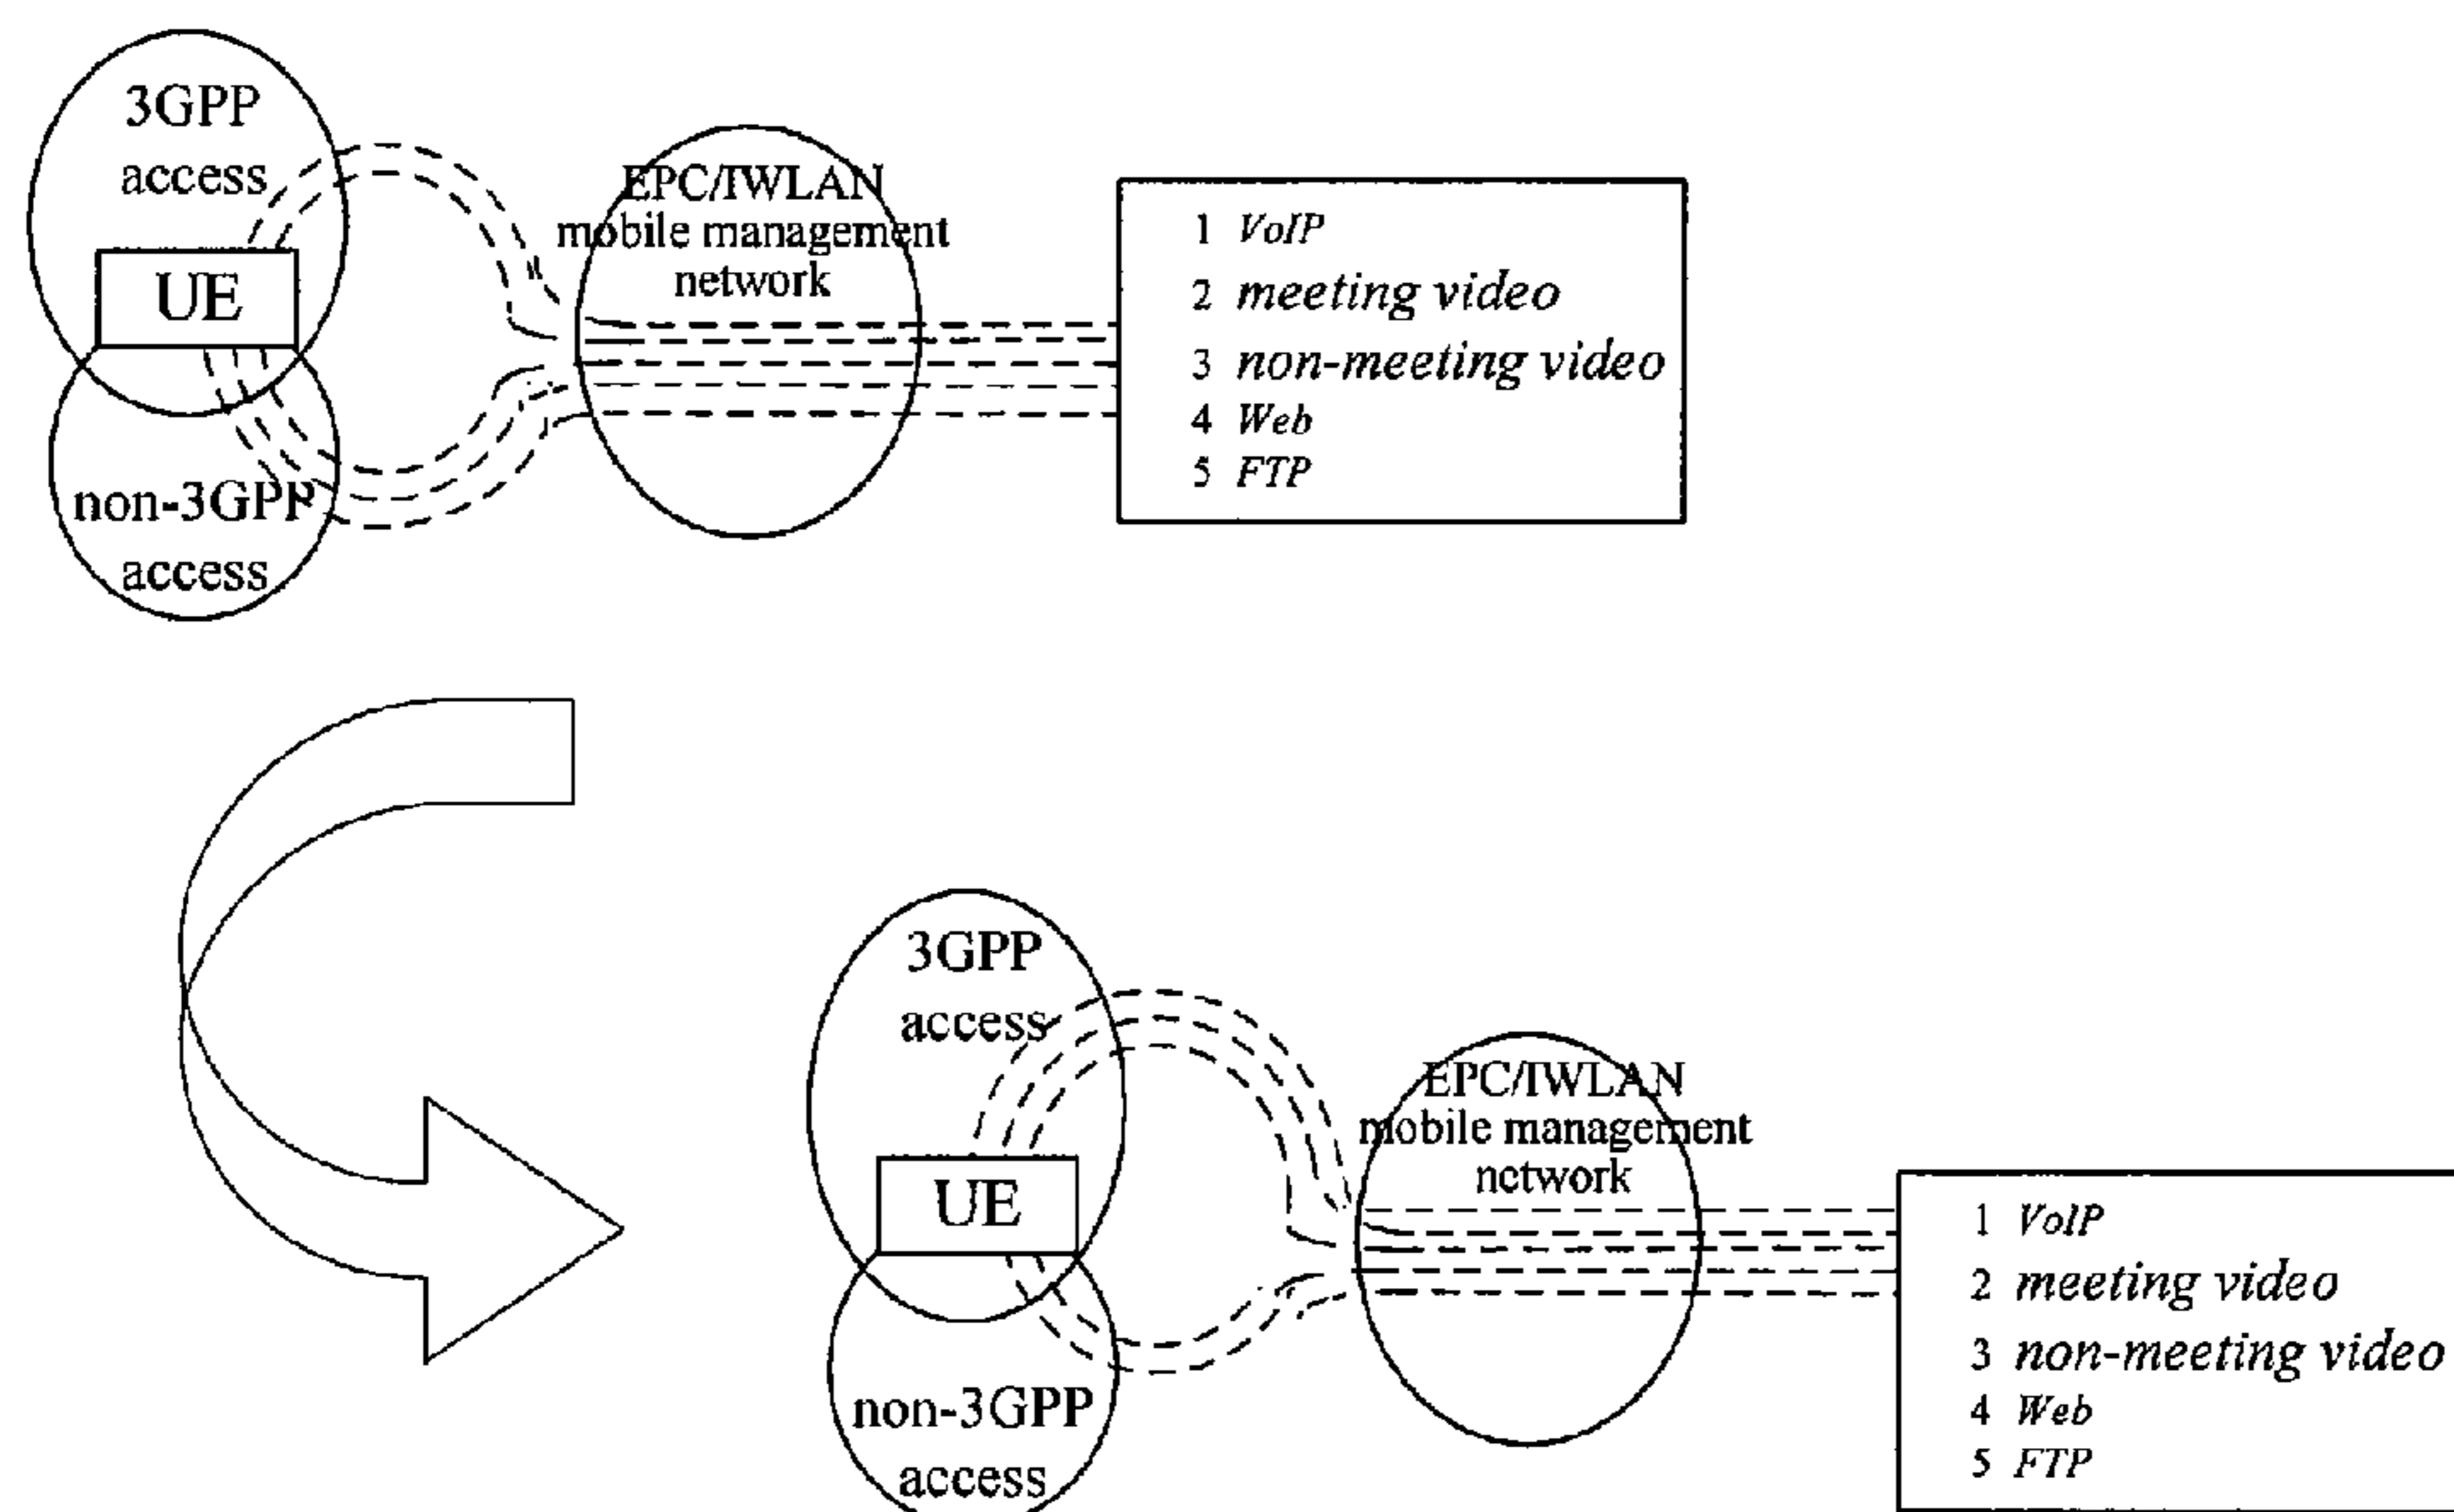 3GPP
access
UE
non-3GPP
access
EPC/IWLAN
mobile management
network
1 VoIP
2 meeting video
3 non-meeting video
4 Web
5 FTP
3GPP
access
UE
non-3GPP
access
EPC/IWLAN
mobile management
network
1 VoIP
2 meeting video
3 non-meeting video
4 Web
5 FTP